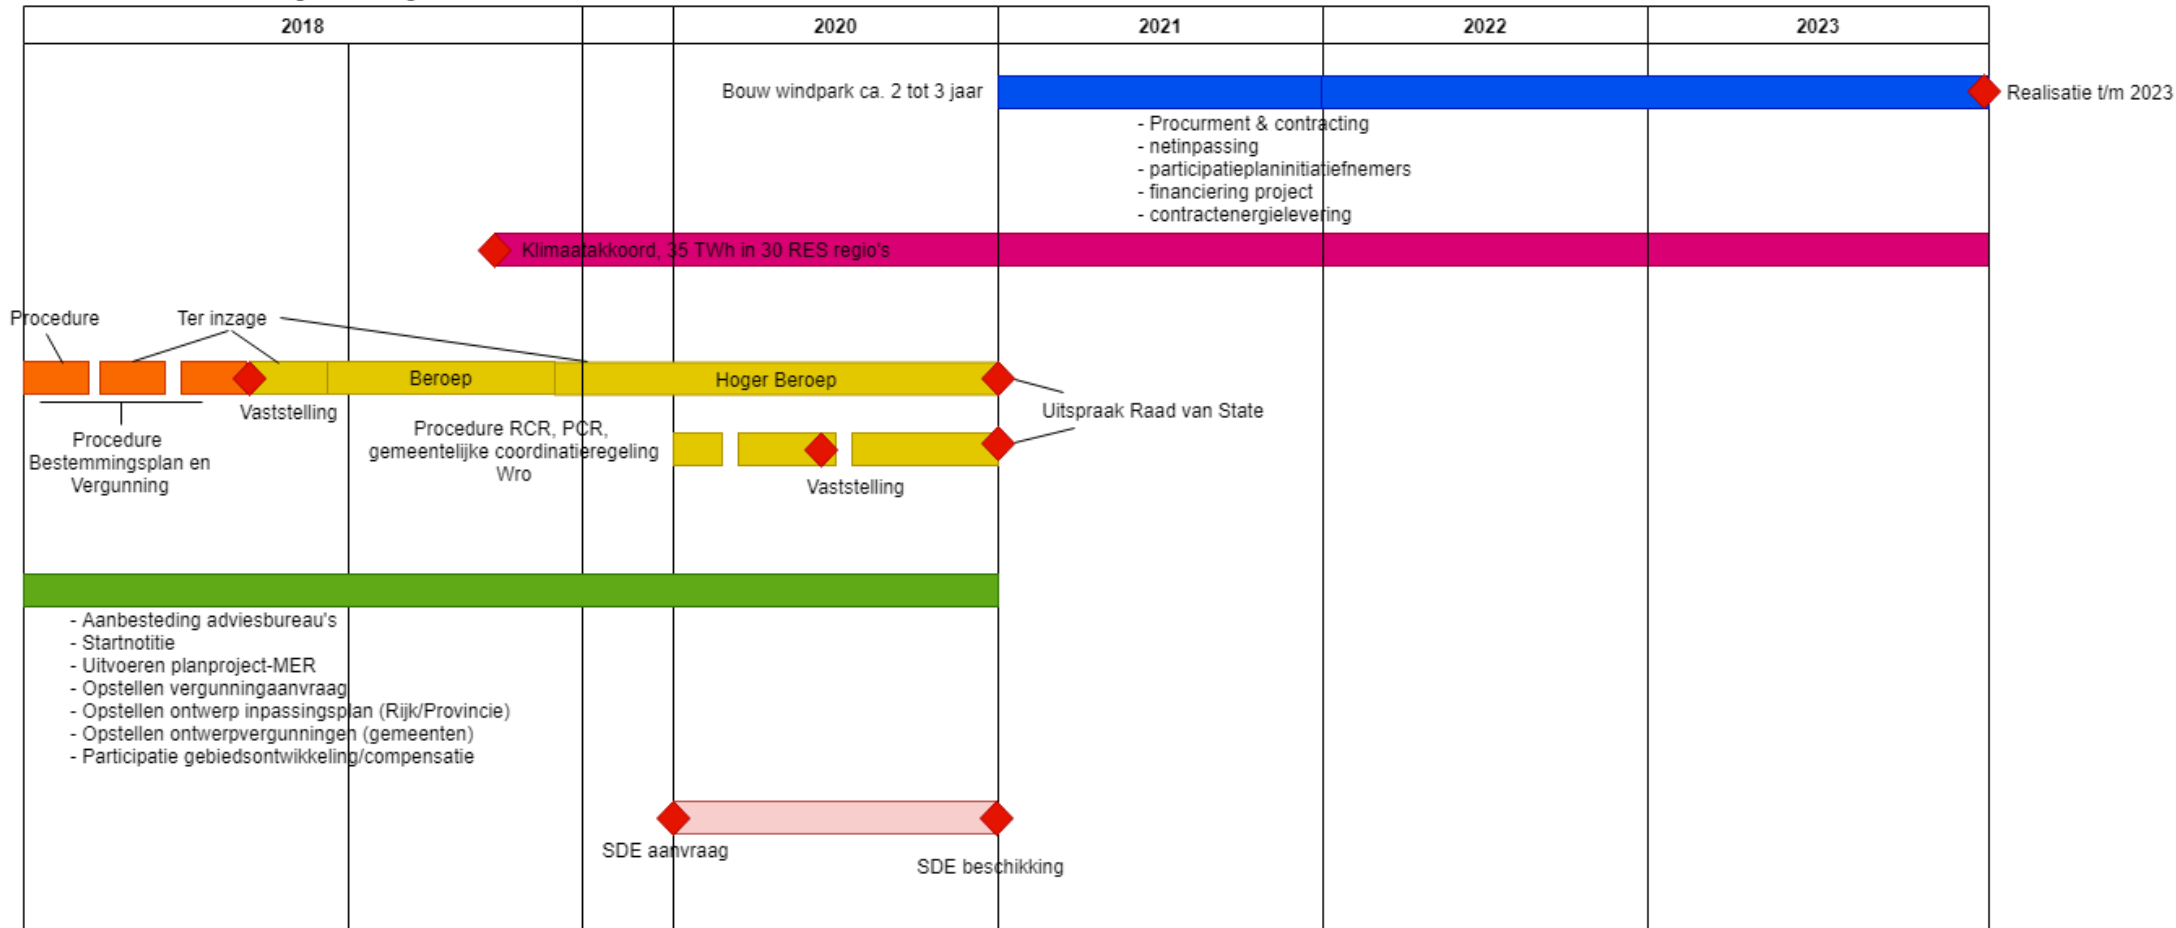 2018
2020
2021
2022
2023
Bouw windpark ca. 2 tot 3 jaar
Realisatie t/m 2023
- Procurment & contracting
- netinpassing
- participatieplaninitiatiefnemers
- financiering project
- contractenergielevering
Klimaatakkoord, 35 TWh in 30 RES regio's
Procedure
Ter inzage
Beroep
Hoger Beroep
Vaststelling
Uitspraak Raad van State
Procedure
Bestemmingsplan en
Vergunning
Procedure RCR, PCR,
gemeentelijke coordinatieregeling
Wro
Vaststelling
- Aanbesteding adviesbureau's
- Startnotitie
- Uitvoeren planproject-MER
- Opstellen vergunningaanvraag
- Opstellen ontwerp inpassingsplan (Rijk/Provincie)
- Opstellen ontwerpvergunningen (gemeenten)
- Participatie gebiedsontwikkeling/compensatie
SDE aanvraag
SDE beschikking